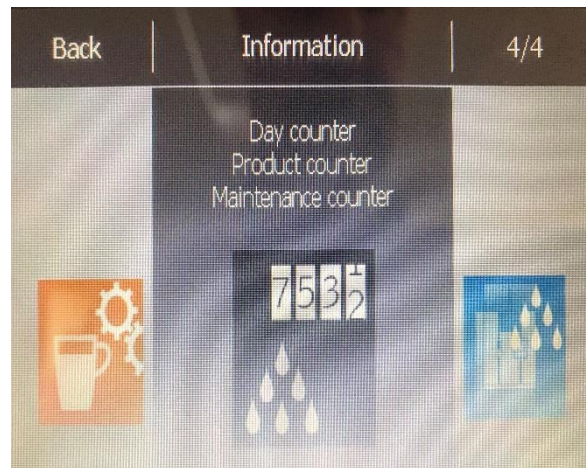 Back
Information
4/4
Day counter
Product counter
Maintenance counter
7532